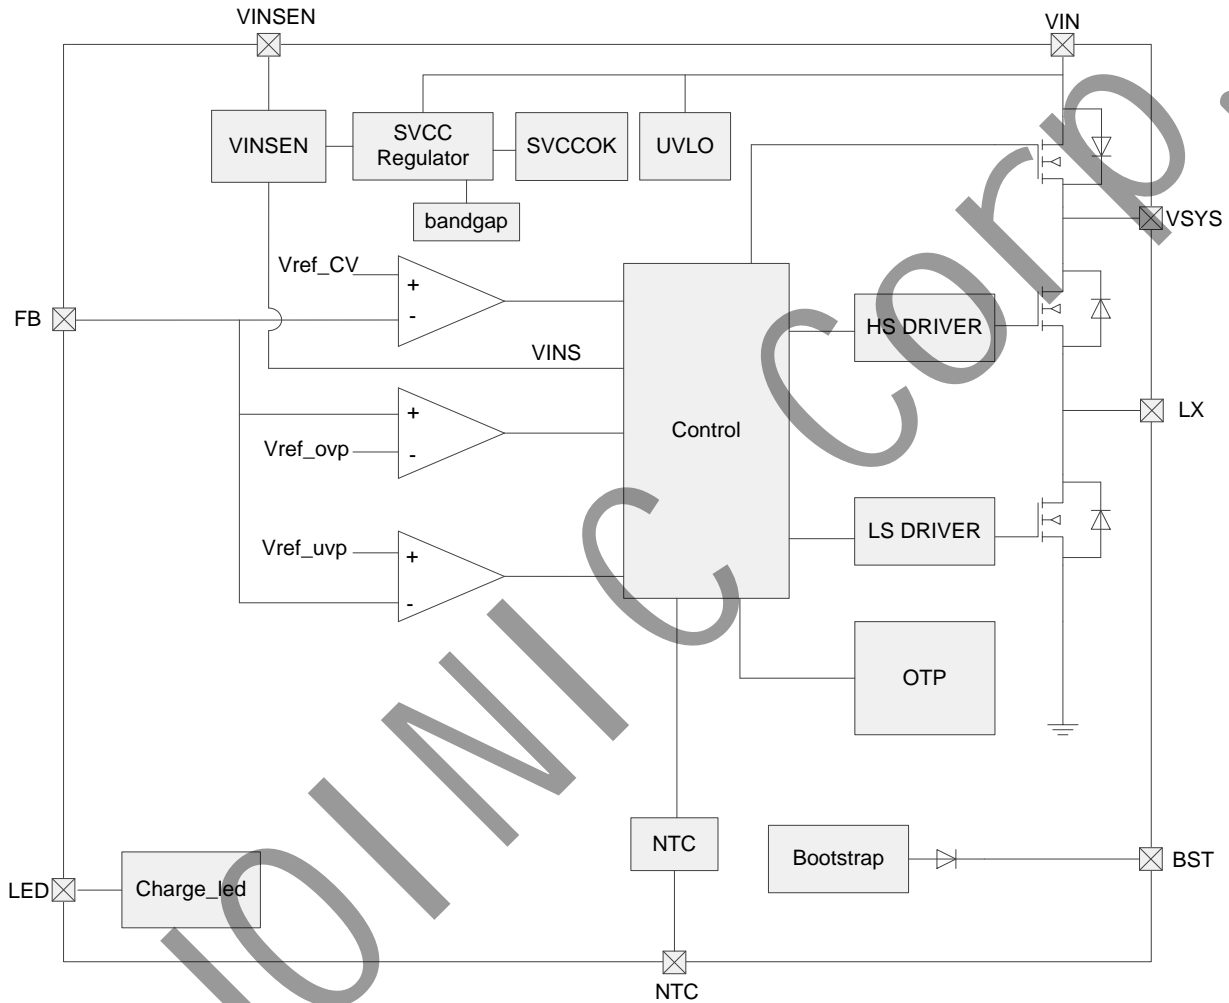 VINSEN
VIN
VINSEN
SVCC
Regulator
SVCCOK
UVLO
bandgap
VSYS
Vref_CV
+
-
FB
HS DRIVER
VINS
LX
+
Vref_ovp
-
Control
LS DRIVER
Vref_uvp
+
-
OTP
NTC
Bootstrap
BST
LED
Charge_led
NTC
JOINIC Corp.